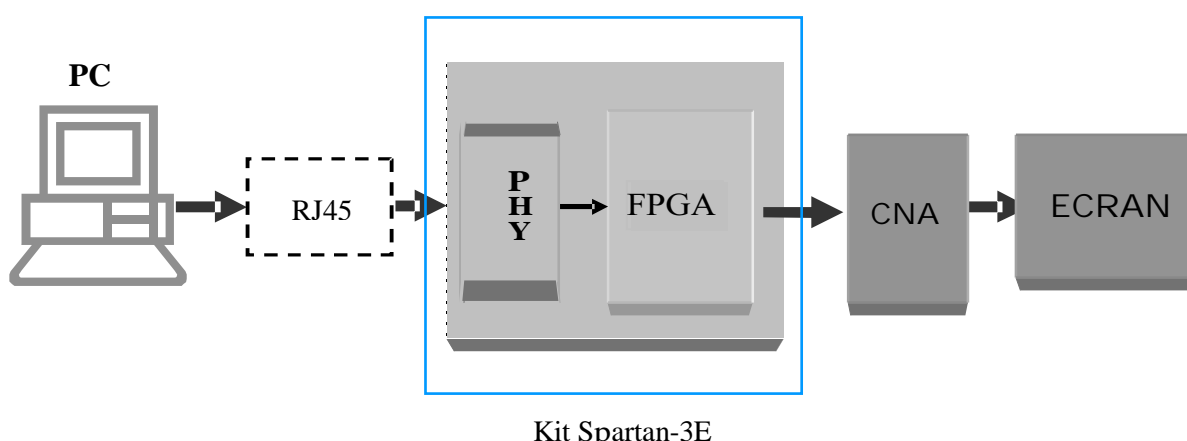 PC
RJ45
P
H
Y
FPGA
CNA
ECRAN
Kit Spartan-3E